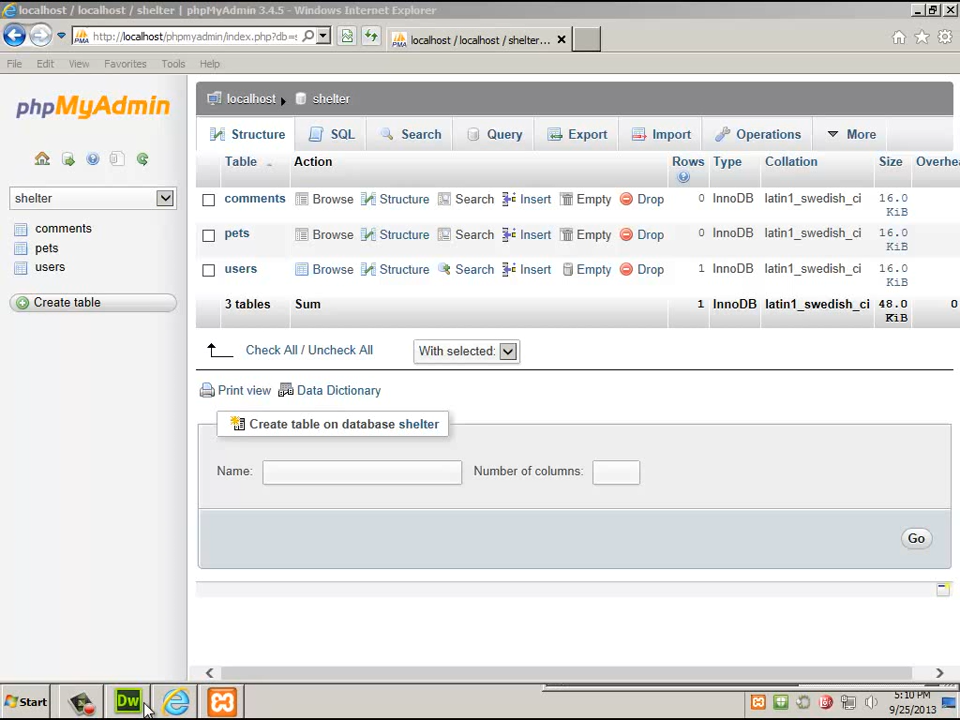 localhost / localhost / shelter | phpMyAdmin 3.4.5 - Windows Internet Explorer
http://localhost/phpmyadmin/index.php?db=s
PMA localhost / localhost / shelter...
File Edit View Favorites Tools Help
phpMyAdmin
localhost shelter
Structure SQL Search Query Export Import Operations More
shelter
comments
pets
users
Create table
Table Action Rows Type Collation Size Overhea
comments Browse Structure Search Insert Empty Drop 0 InnoDB latin1_swedish_ci 16.0 KiB
pets Browse Structure Search Insert Empty Drop 0 InnoDB latin1_swedish_ci 16.0 KiB
users Browse Structure Search Insert Empty Drop 1 InnoDB latin1_swedish_ci 16.0 KiB
3 tables Sum 1 InnoDB latin1_swedish_ci 48.0 KiB 0
Check All / Uncheck All With selected:
Print view Data Dictionary
Create table on database shelter
Name: Number of columns:
Go
Start Dw
5:10 PM
9/25/2013